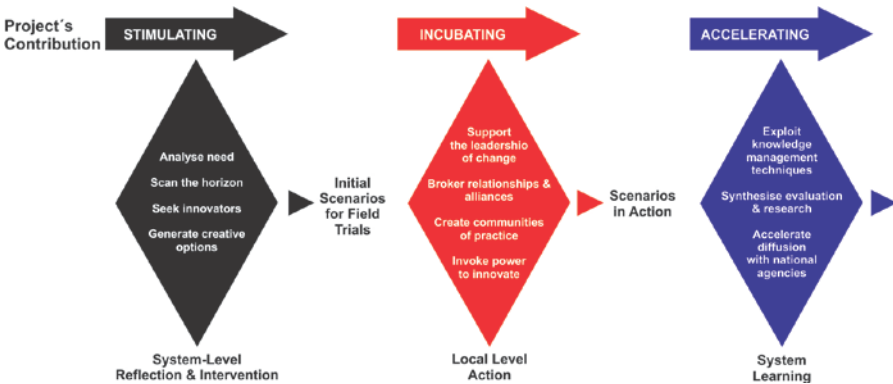 Project´s
Contribution
STIMULATING
INCUBATING
ACCELERATING
Analyse need
Scan the horizon
Seek innovators
Generate creative
options
Initial
Scenarios
for Field
Trials
Support
the leadershio
of change
Broker relationships &
alliances
Create communities
of practice
Invoke power
to innovate
Scenarios
in Action
Exploit
knowledge
management
techniques
Synthesise evaluation
& research
Accelerate
diffusion
with national
agencies
System-Level
Reflection & Intervention
Local Level
Action
System
Learning